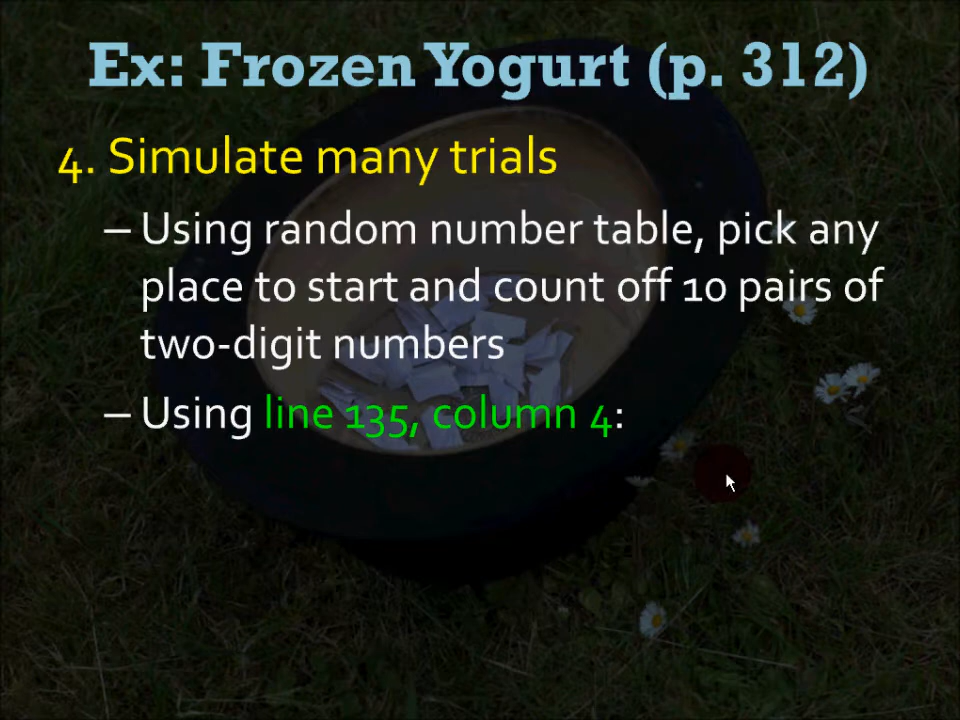 Ex: Frozen Yogurt (p. 312)
4. Simulate many trials
– Using random number table, pick any
place to start and count off 10 pairs of
two-digit numbers
– Using line 135, column 4: